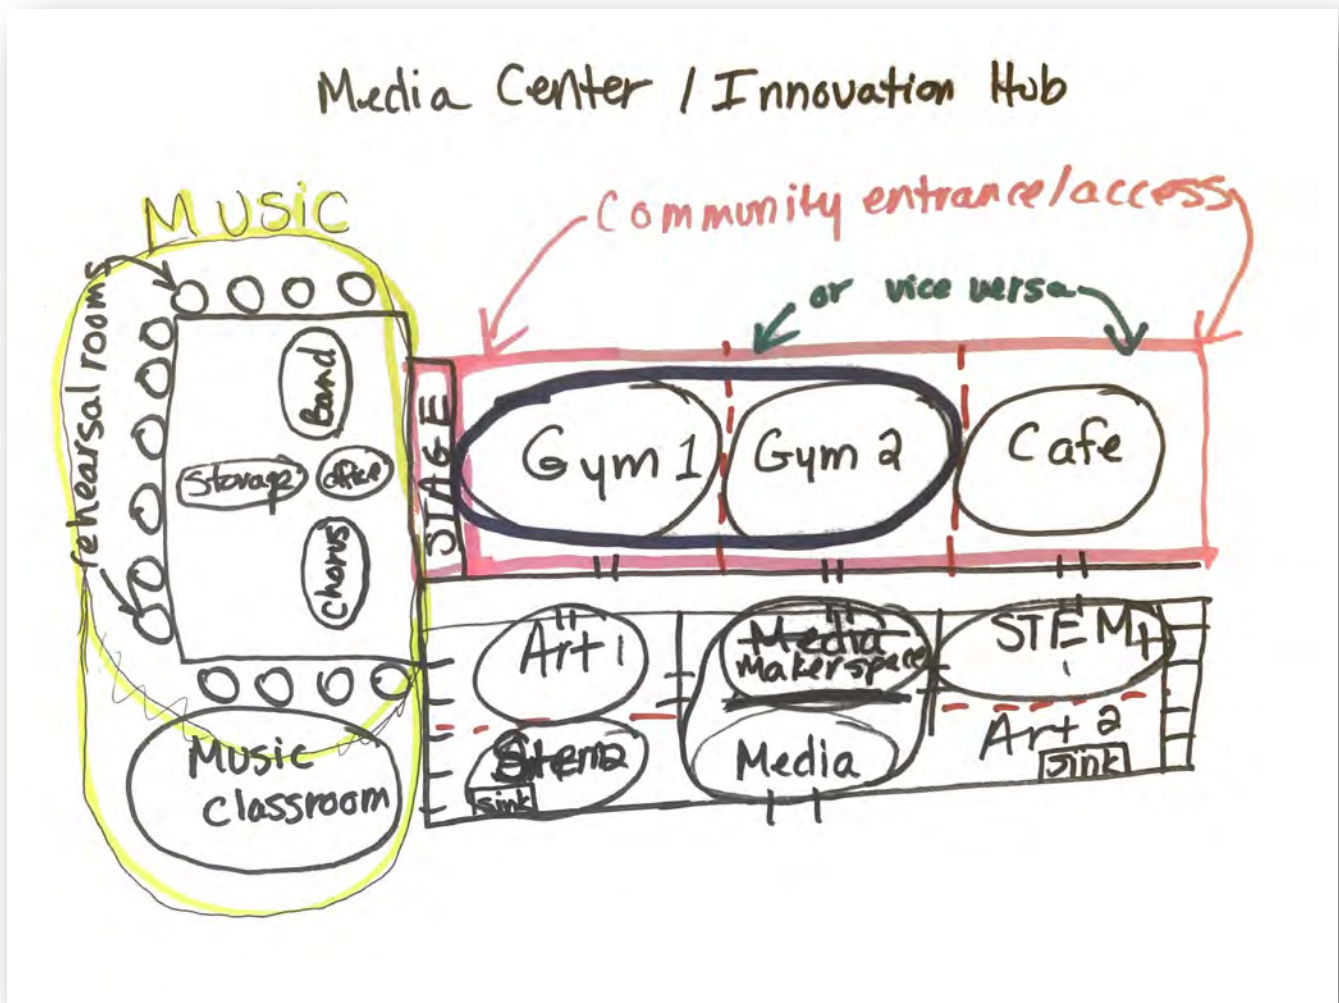 Media Center / Innovation Hub
MUSIC
Community entrance/access
or vice versa
rehearsal rooms
Band
Storage
office
Chorus
STAGE
Gym 1
Gym 2
Cafe
Art 1
Media
Makerspace
STEM 1
Stem 2
sink
Media
Art 2
sink
Music
Classroom